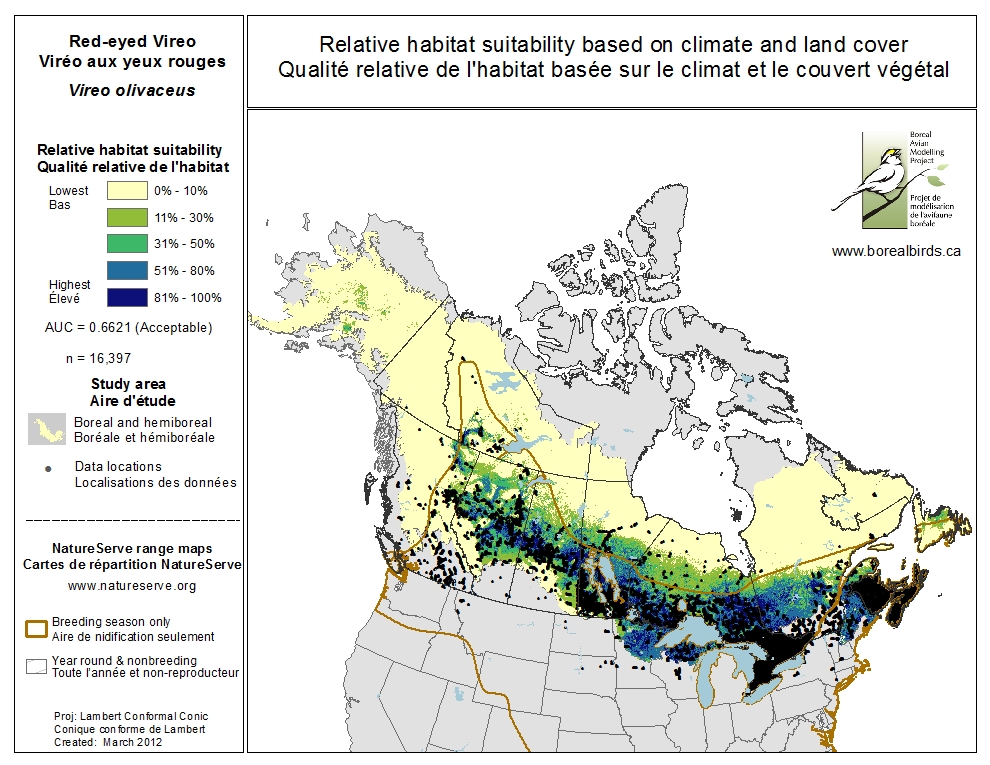 Red-eyed Vireo
Viréo aux yeux rouges
Vireo olivaceus
Relative habitat suitability based on climate and land cover
Qualité relative de l'habitat basée sur le climat et le couvert végétal
Relative habitat suitability
Qualité relative de l'habitat
Lowest
Bas
0% - 10%
11% - 30%
31% - 50%
51% - 80%
Highest
Élevé
81% - 100%
AUC = 0.6621 (Acceptable)
n = 16,397
Study area
Aire d'étude
Boreal and hemiboreal
Boréale et hémiboréale
Data locations
Localisations des données
NatureServe range maps
Cartes de répartition NatureServe
www.natureserve.org
Breeding season only
Aire de nidification seulement
Year round & nonbreeding
Toute l'année et non-reproducteur
Proj: Lambert Conformal Conic
Conique conforme de Lambert
Created: March 2012
Boreal
Avian
Modelling
Project
Projet de
modélisation
de l'avifaune
boréale
www.borealbirds.ca